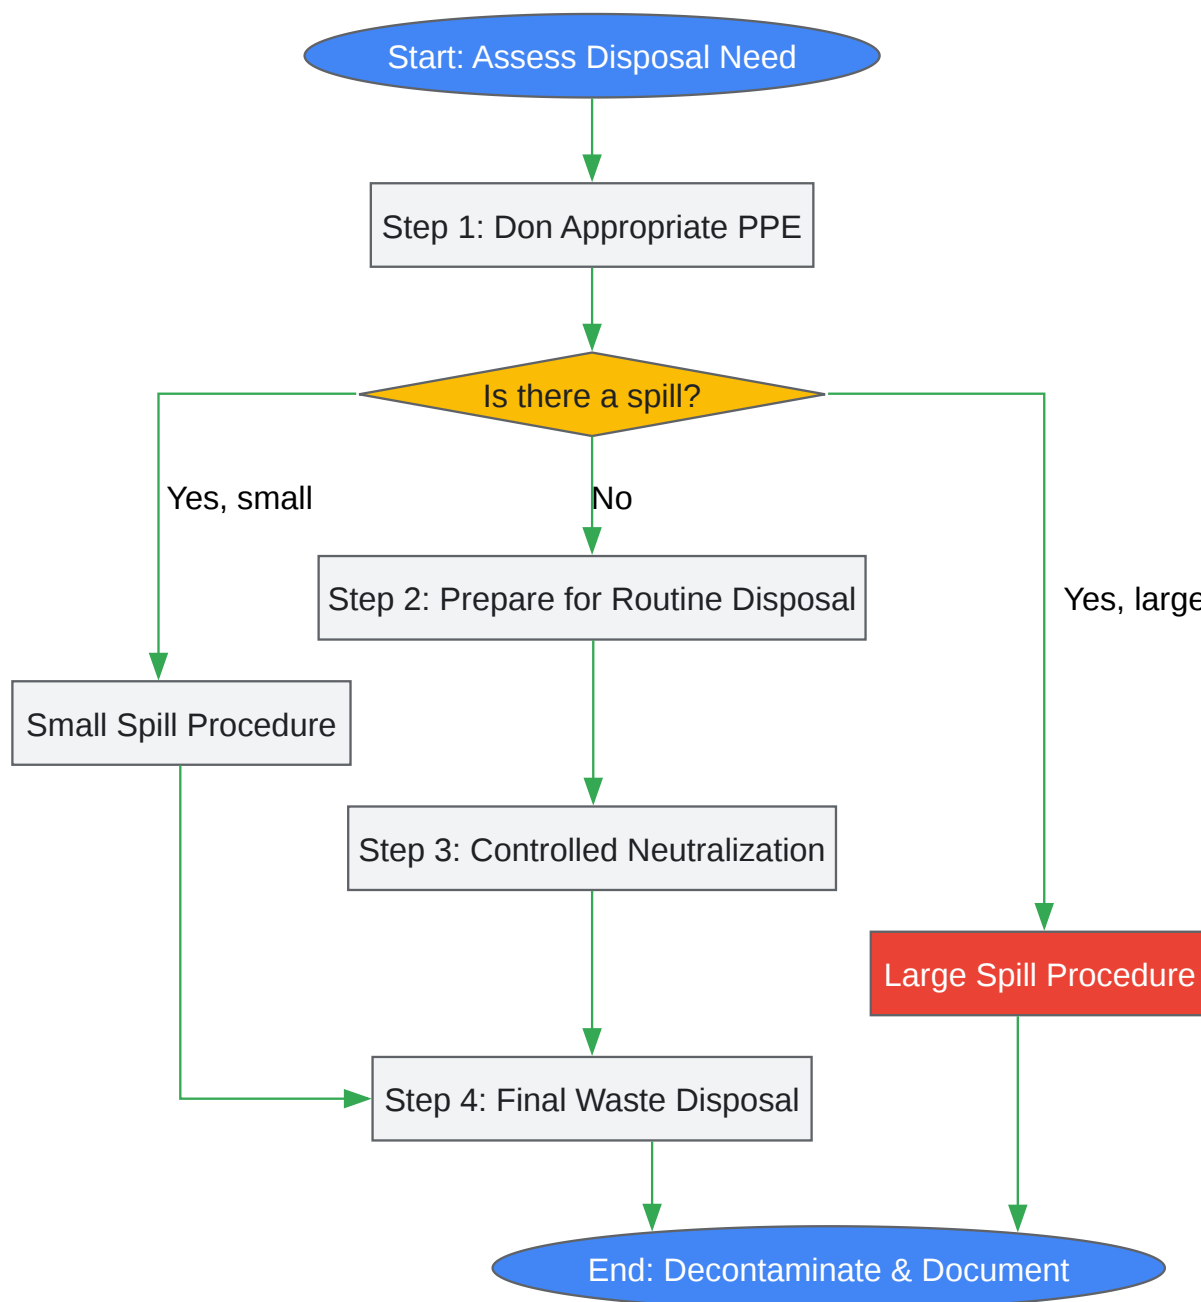 Start: Assess Disposal Need
Step 1: Don Appropriate PPE
Is there a spill?
Yes, small
No
Step 2: Prepare for Routine Disposal
Yes, large
Small Spill Procedure
Step 3: Controlled Neutralization
Large Spill Procedure
Step 4: Final Waste Disposal
End: Decontaminate & Document